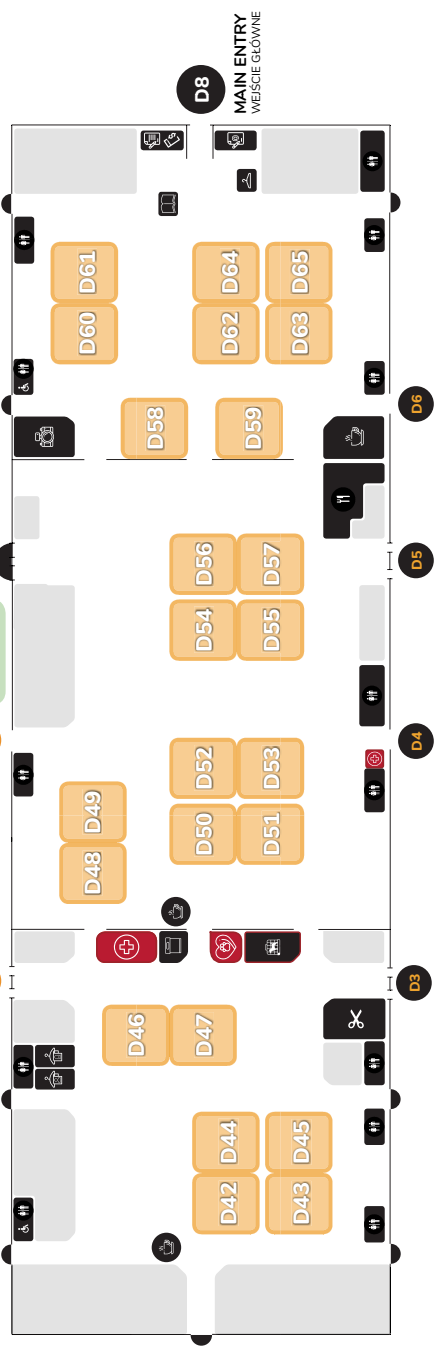 D8
MAIN ENTRY
WEJŚCIE GŁÓWNE
D61
D60
D64
D62
D65
D63
D58
D59
D6
D56
D57
D54
D55
D5
D4
D52
D53
D50
D51
D49
D48
D3
D46
D47
D44
D45
D42
D43